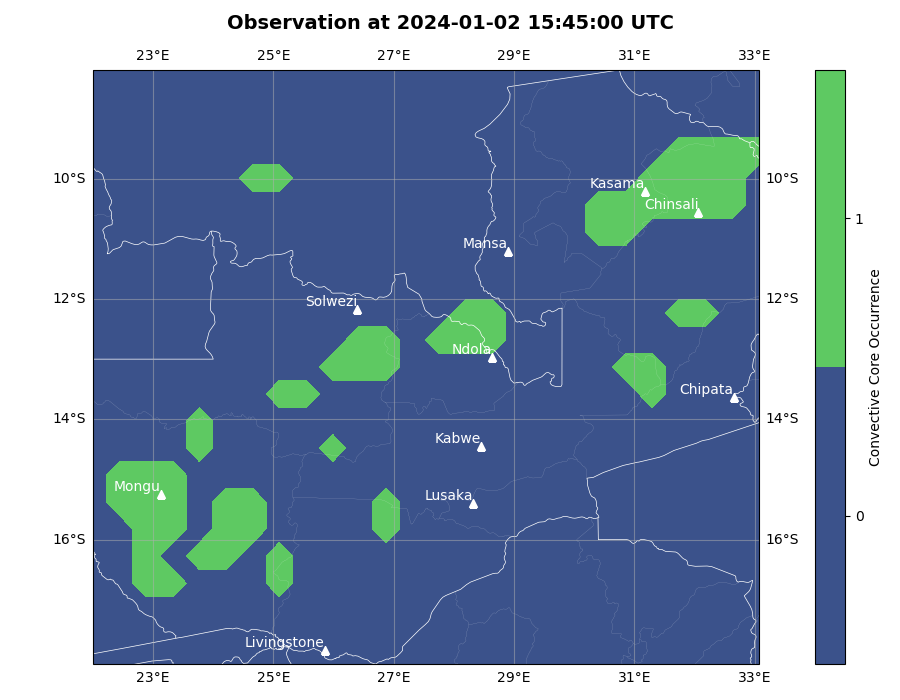 Observation at 2024-01-02 15:45:00 UTC
23°E 25°E 27°E 29°E 31°E 33°E
10°S 10°S
Kasama
Chinsali
1
Mansa
12°S 12°S
Solwezi
Ndola
Chipata
14°S 14°S
Kabwe
Mongu
Lusaka
0
16°S 16°S
Livingstone
23°E 25°E 27°E 29°E 31°E 33°E
Convective Core Occurrence